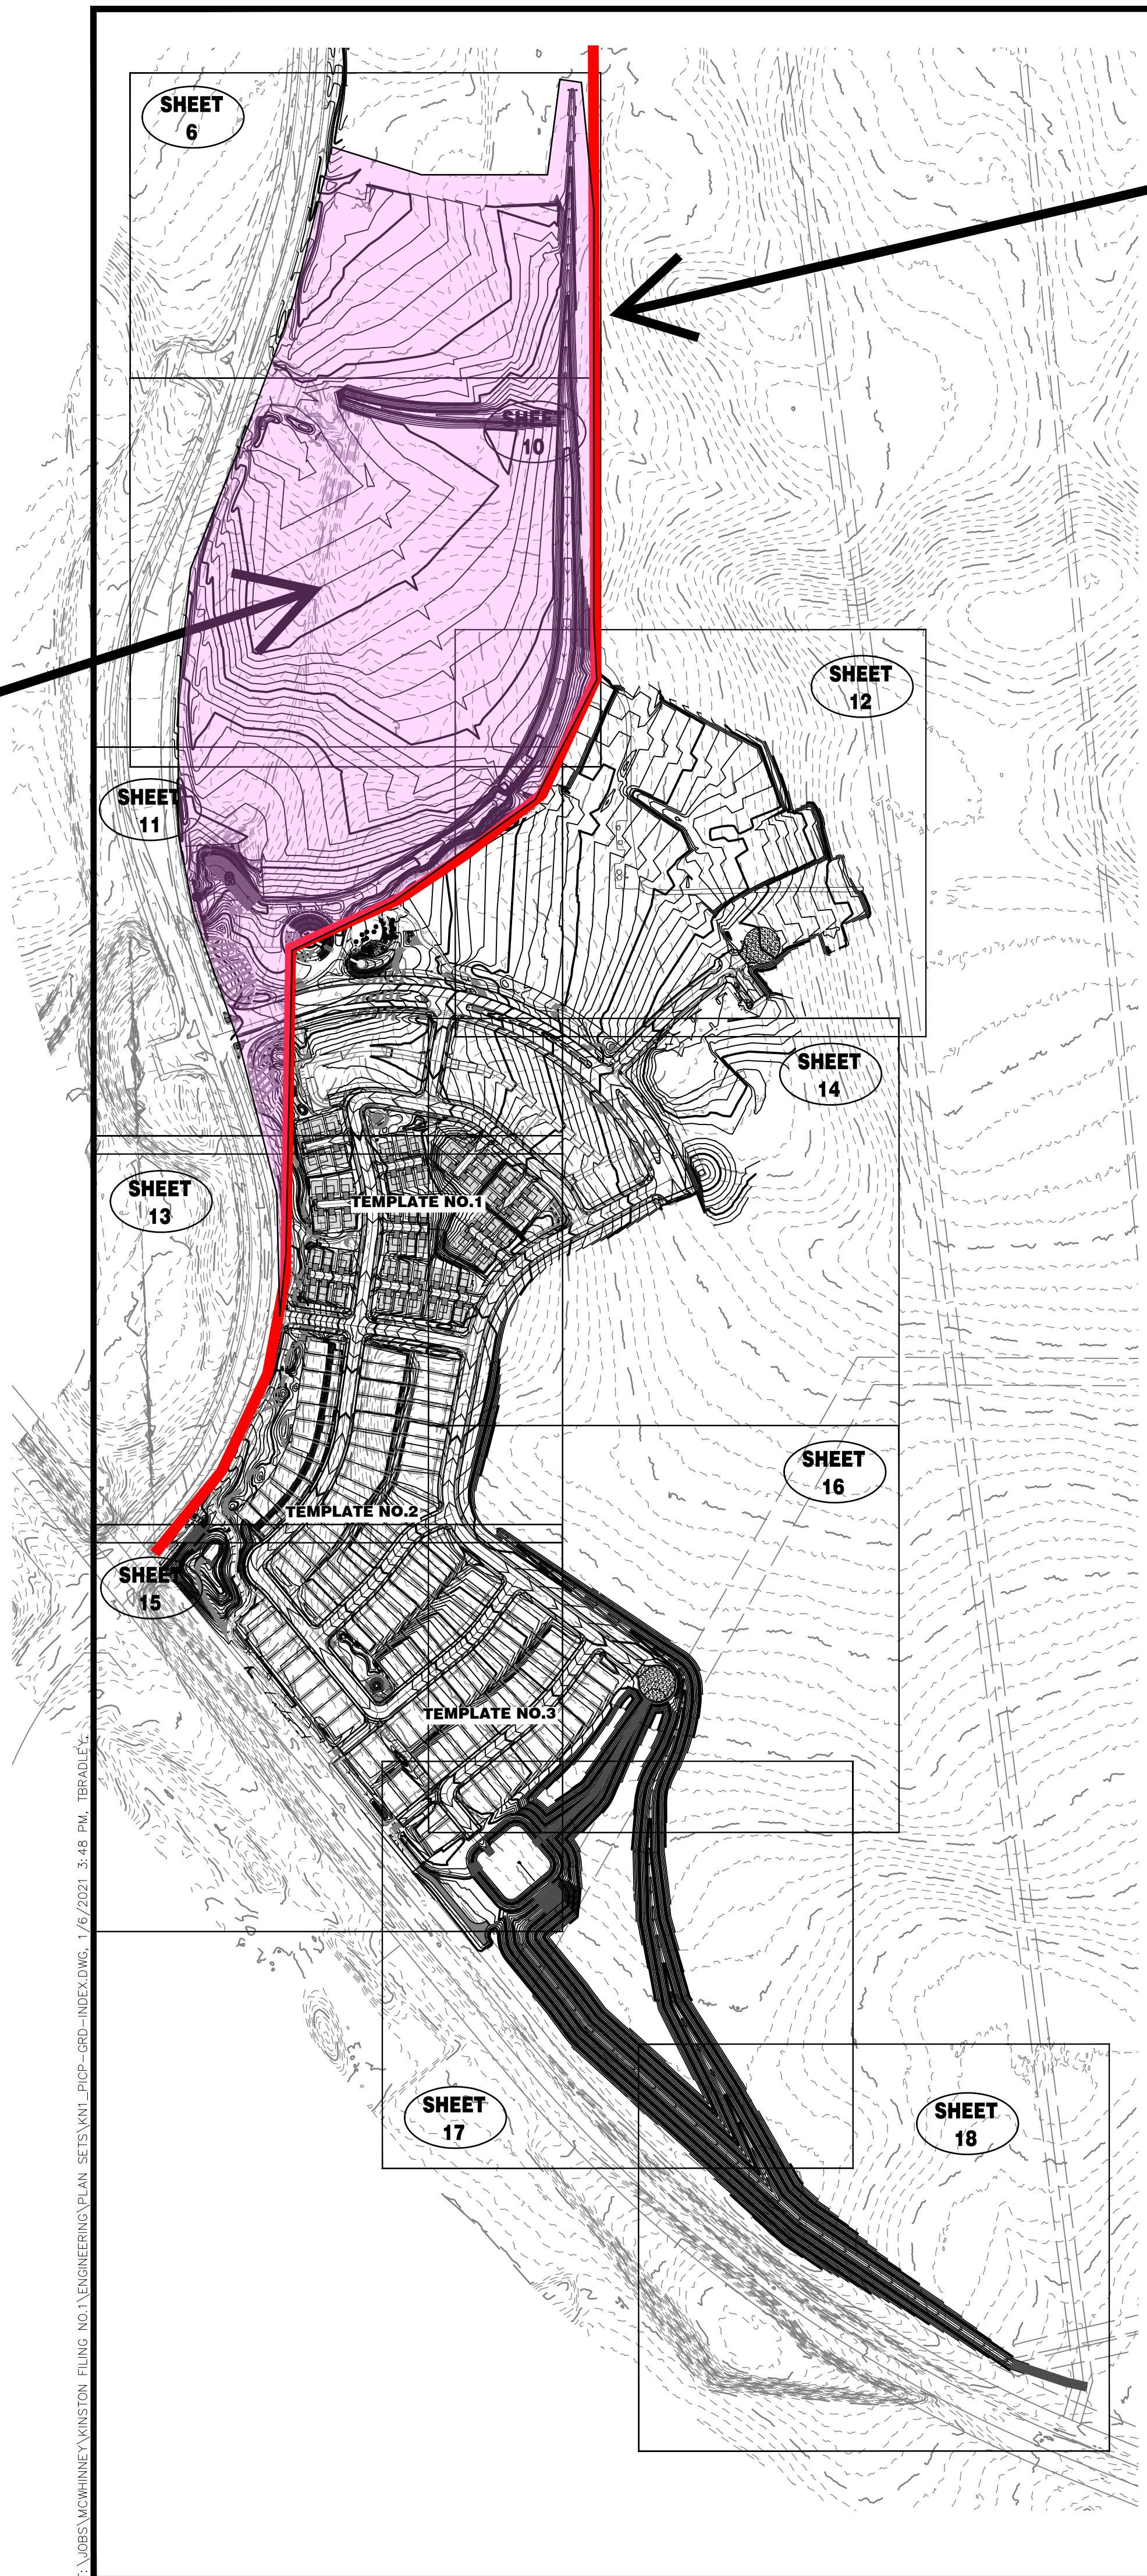 SHEET
6
SHEET
10
SHEET
12
SHEET
11
SHEET
14
SHEET
13
TEMPLATE NO.1
SHEET
16
TEMPLATE NO.2
SHEET
15
TEMPLATE NO.3
SHEET
17
SHEET
18
:\JOBS\MCWHINNEY\KINSTON FILING NO.1\ENGINEERING\PLAN SETS\KN1_PICP-GRD-INDEX.DWG, 1/6/2021 3:48 PM, TBRADLEY,